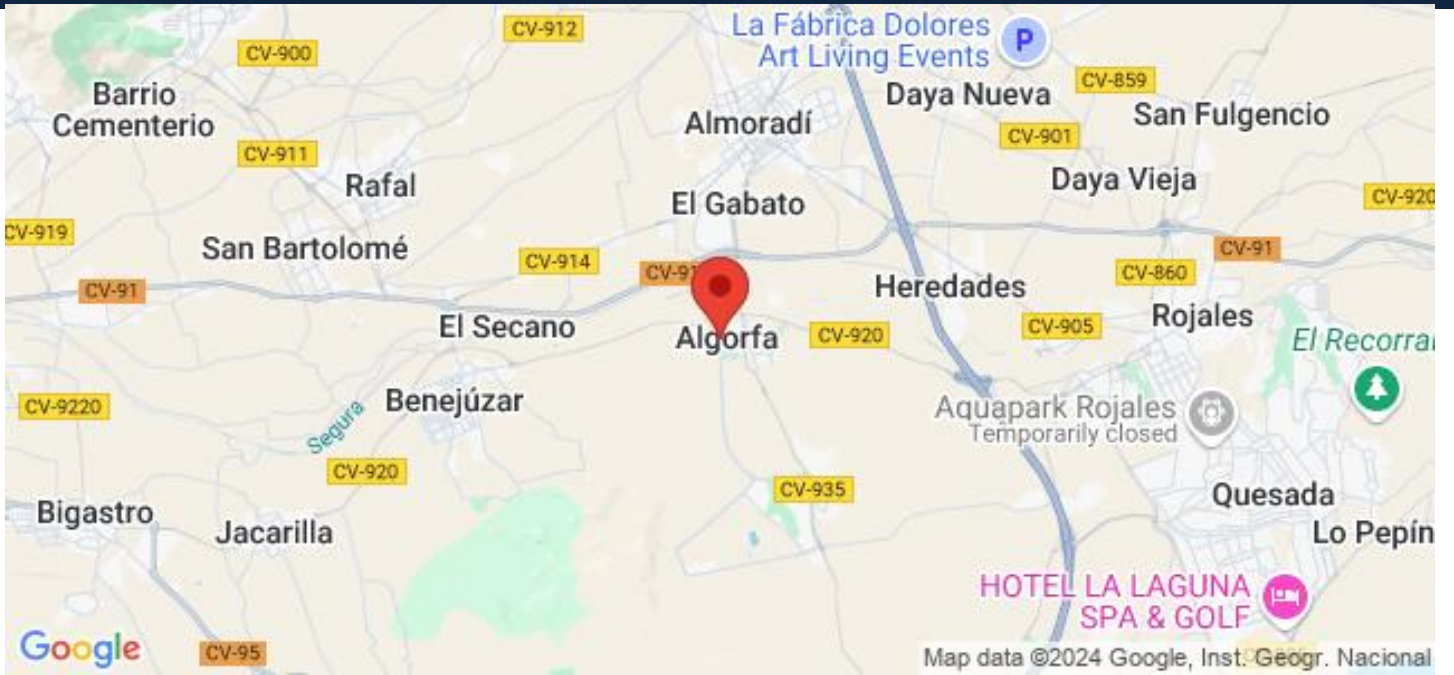 CV-912
La Fábrica Dolores
Art Living Events
P
CV-900
CV-859
Barrio
Cementerio
Daya Nueva
San Fulgencio
Almoradí
CV-901
CV-911
Rafal
Daya Vieja
CV-920
El Gabato
CV-919
San Bartolomé
CV-914
CV-91
CV-91
CV-860
CV-91
Heredades
Rojales
El Secano
Algorfa
CV-920
CV-905
El Recorral
Benejúzar
CV-9220
Segura
Aquapark Rojales
Temporarily closed
CV-920
CV-935
Quesada
Bigastro
Jacarilla
Lo Pepín
HOTEL LA LAGUNA
SPA & GOLF
Google
CV-95
Map data ©2024 Google, Inst. Geogr. Nacional